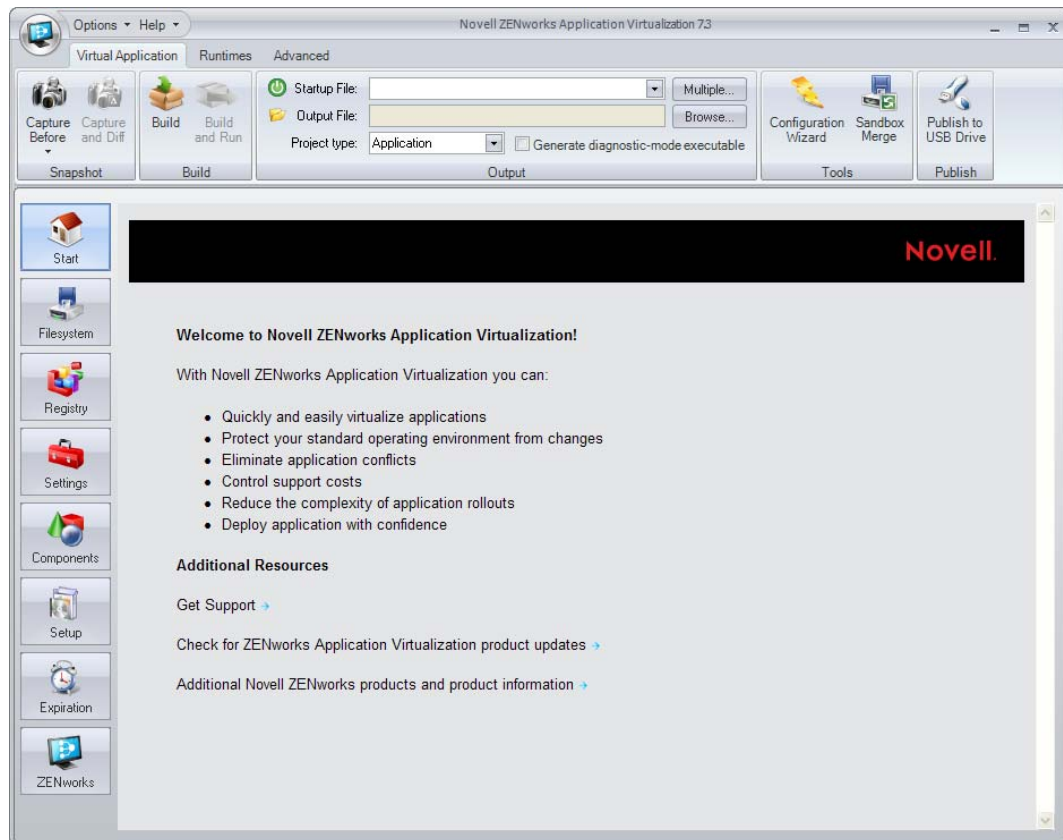 Options Help
Novell ZENworks Application Virtualization 7.3
Virtual Application Runtimes Advanced
Capture Before
Capture and Diff
Snapshot
Build
Build and Run
Build
Startup File: Multiple...
Output File: Browse...
Project type: Application Generate diagnostic-mode executable
Output
Configuration Wizard
Sandbox Merge
Tools
Publish to USB Drive
Publish
Start
Filesystem
Registry
Settings
Components
Setup
Expiration
ZENworks
Novell.
Welcome to Novell ZENworks Application Virtualization!
With Novell ZENworks Application Virtualization you can:
• Quickly and easily virtualize applications
• Protect your standard operating environment from changes
• Eliminate application conflicts
• Control support costs
• Reduce the complexity of application rollouts
• Deploy application with confidence
Additional Resources
Get Support →
Check for ZENworks Application Virtualization product updates →
Additional Novell ZENworks products and product information →